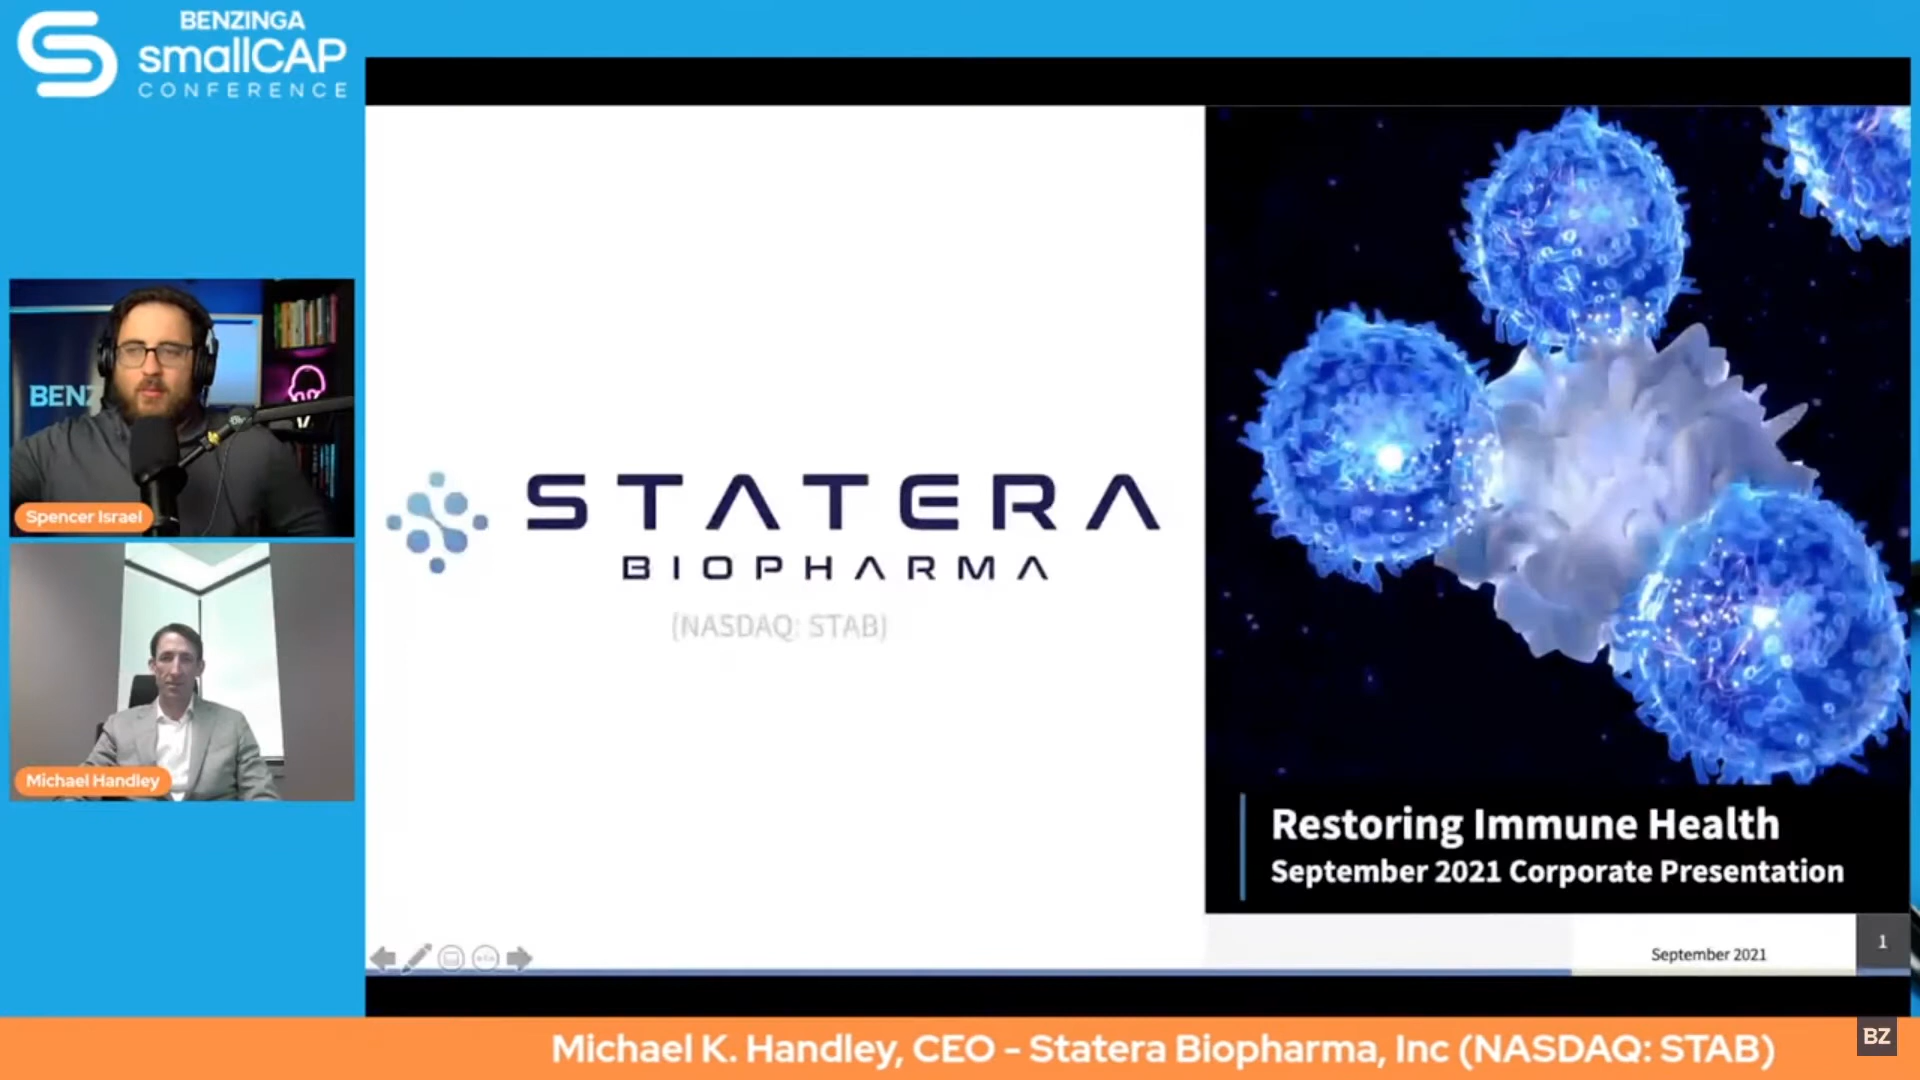 BENZINGA
smallCAP
CONFERENCE
BENZ
Spencer Israel
Michael Handley
STATERA
BIOPHARMA
(NASDAQ: STAB)
Restoring Immune Health
September 2021 Corporate Presentation
September 2021
1
Michael K. Handley, CEO - Statera Biopharma, Inc (NASDAQ: STAB)
BZ